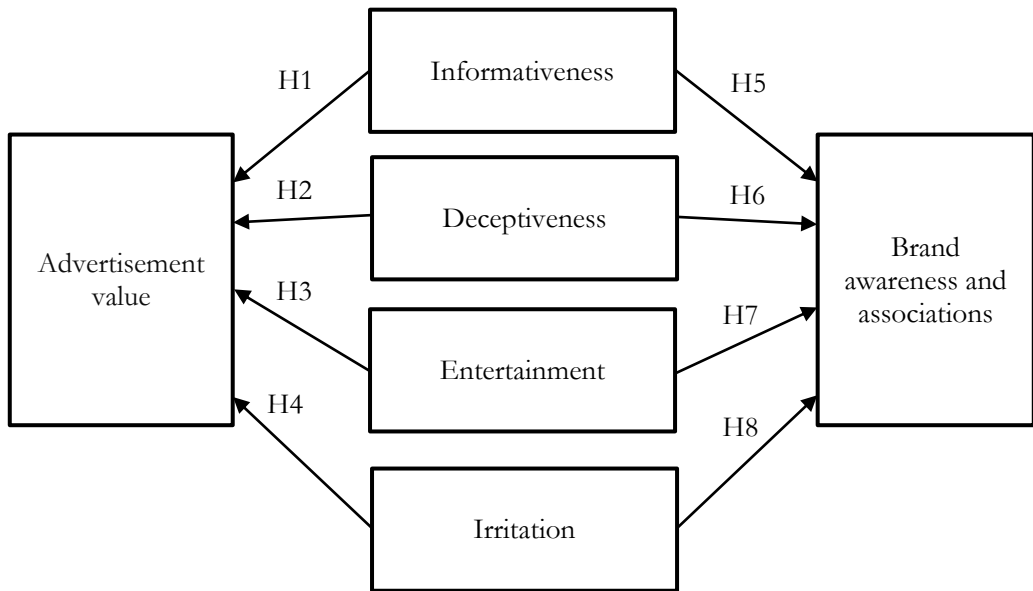 Informativeness
H1
H5
H2
Deceptiveness
H6
Advertisement
value
Brand
awareness and
associations
H3
Entertainment
H7
H4
H8
Irritation